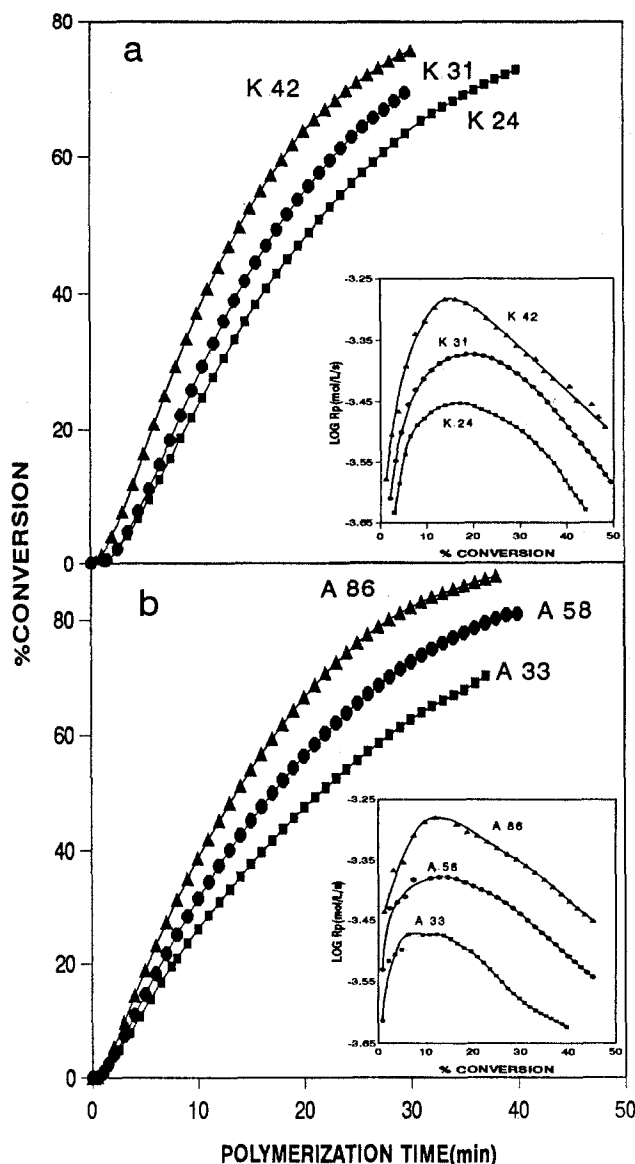 80
a
K 42
K 31
K 24
60
40
20
0
-3.25
-3.35
-3.45
-3.55
-3.65
LOG Rp(mol/L/s)
K 42
K 31
K 24
0 10 20 30 40 50
% CONVERSION
%CONVERSION
b
A 86
A 58
A 33
80
60
40
20
0
-3.25
-3.35
-3.45
-3.55
-3.65
LOG Rp(mol/L/s)
A 86
A 58
A 33
0 10 20 30 40 50
% CONVERSION
0 10 20 30 40 50
POLYMERIZATION TIME(min)